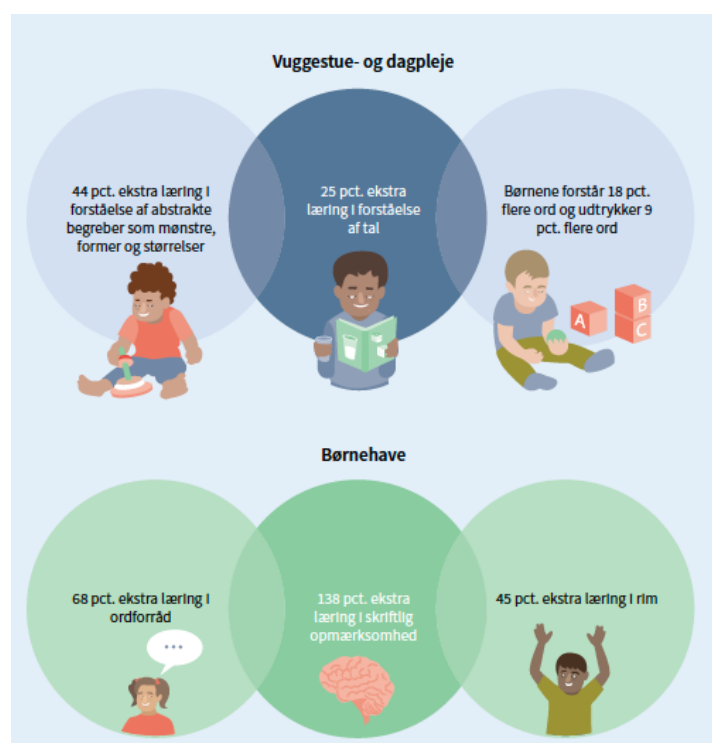 Vuggestue- og dagpleje
44 pct. ekstra læring i
forståelse af abstrakte
begreber som mønstre,
former og størrelser
25 pct. ekstra
læring i forståelse
af tal
Børnene forstår 18 pct.
flere ord og udtrykker 9
pct. flere ord
A
B
C
Børnehave
68 pct. ekstra læring i
ordforråd
138 pct. ekstra
læring i skriftlig
opmærksomhed
45 pct. ekstra læring i rim